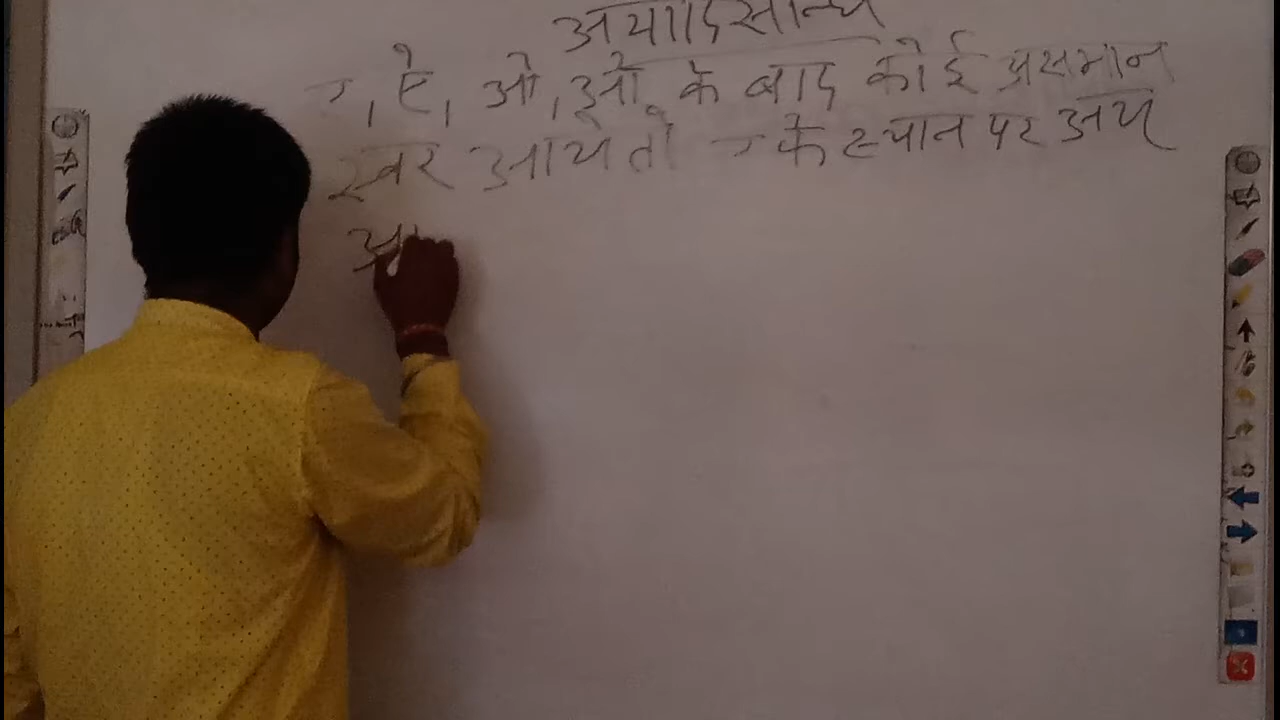 अयादिसन्धि
ए, ऐ, ओ, औ के बाद कोई असमान
स्वर आये तो ए के स्थान पर अय्